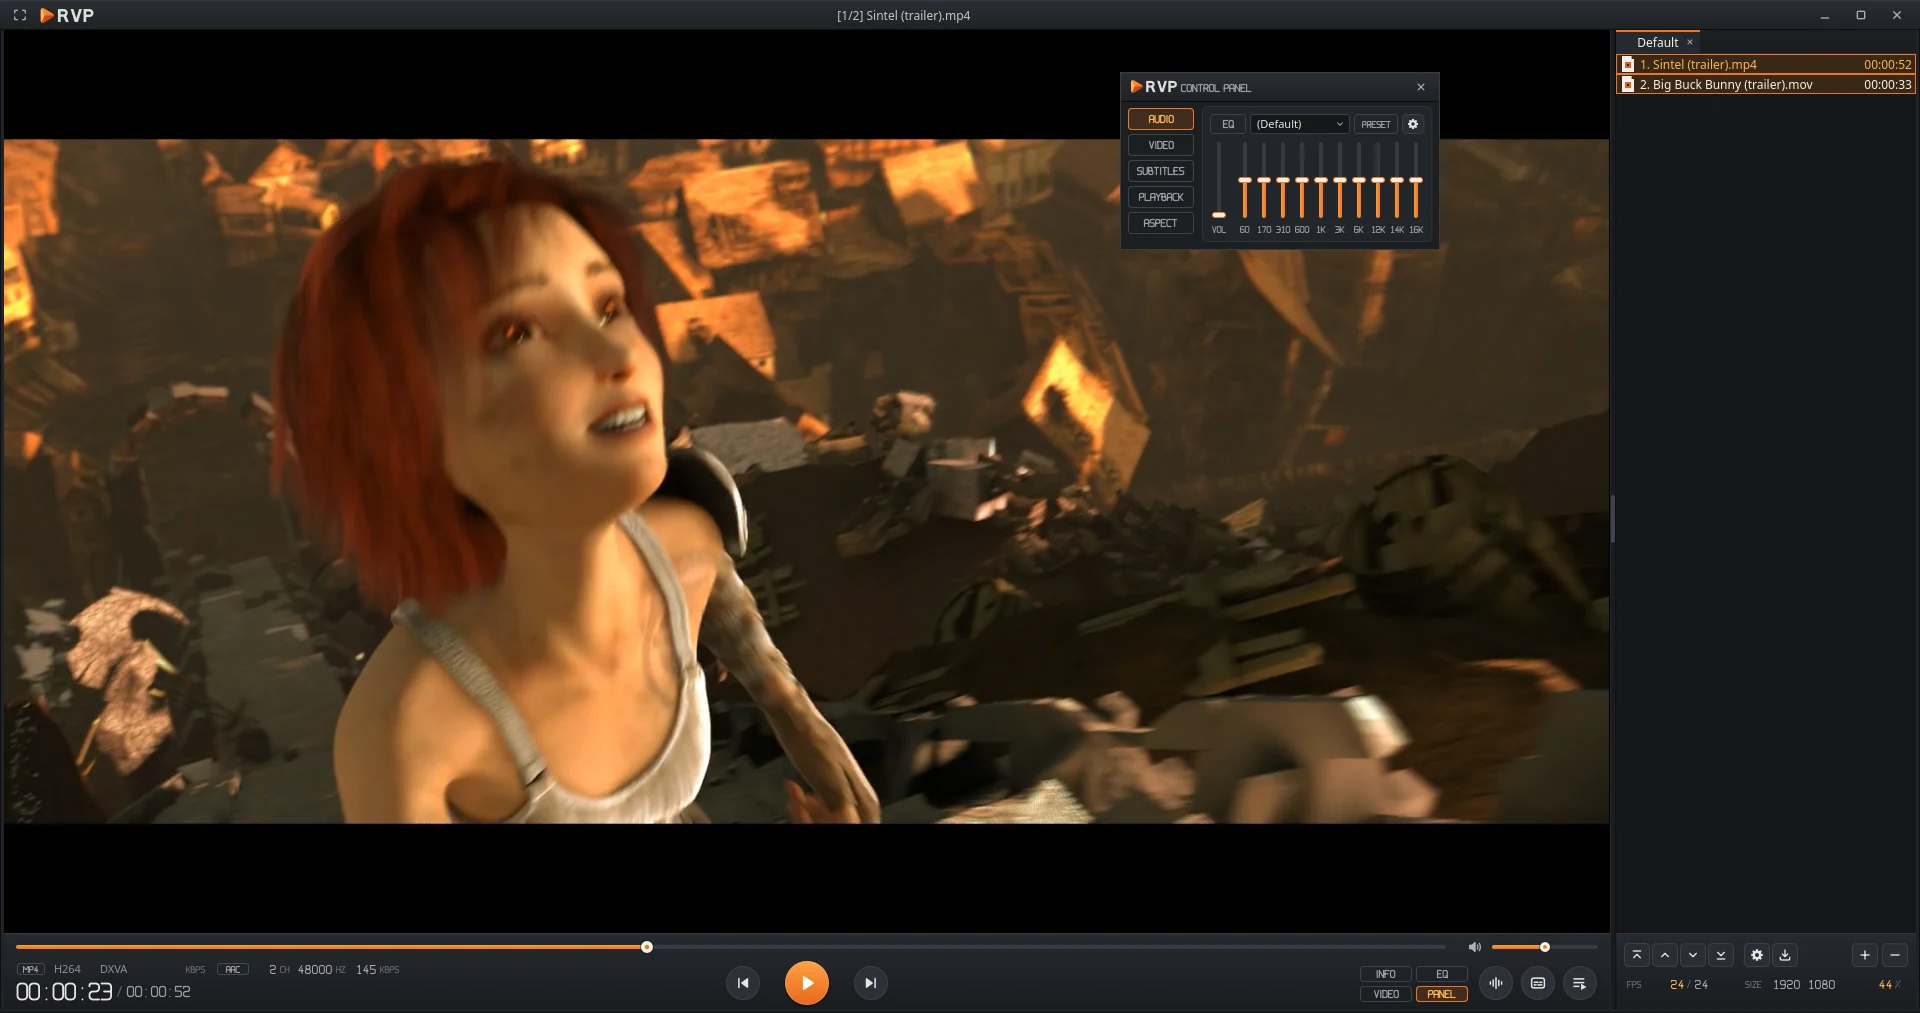 RVP
[1/2] Sintel (trailer).mp4
Default
1. Sintel (trailer).mp4 00:00:52
2. Big Buck Bunny (trailer).mov 00:00:33
RVP CONTROL PANEL
AUDIO
VIDEO
SUBTITLES
PLAYBACK
ASPECT
EQ (Default) PRESET
VOL 60 170 310 600 1K 3K 6K 12K 14K 16K
MP4 H264 DXVA KBPS AAC 2 CH 48000 HZ 145 KBPS
00:00:23 / 00:00:52
INFO EQ
VIDEO PANEL
FPS 24 / 24 SIZE 1920 1080 44 %